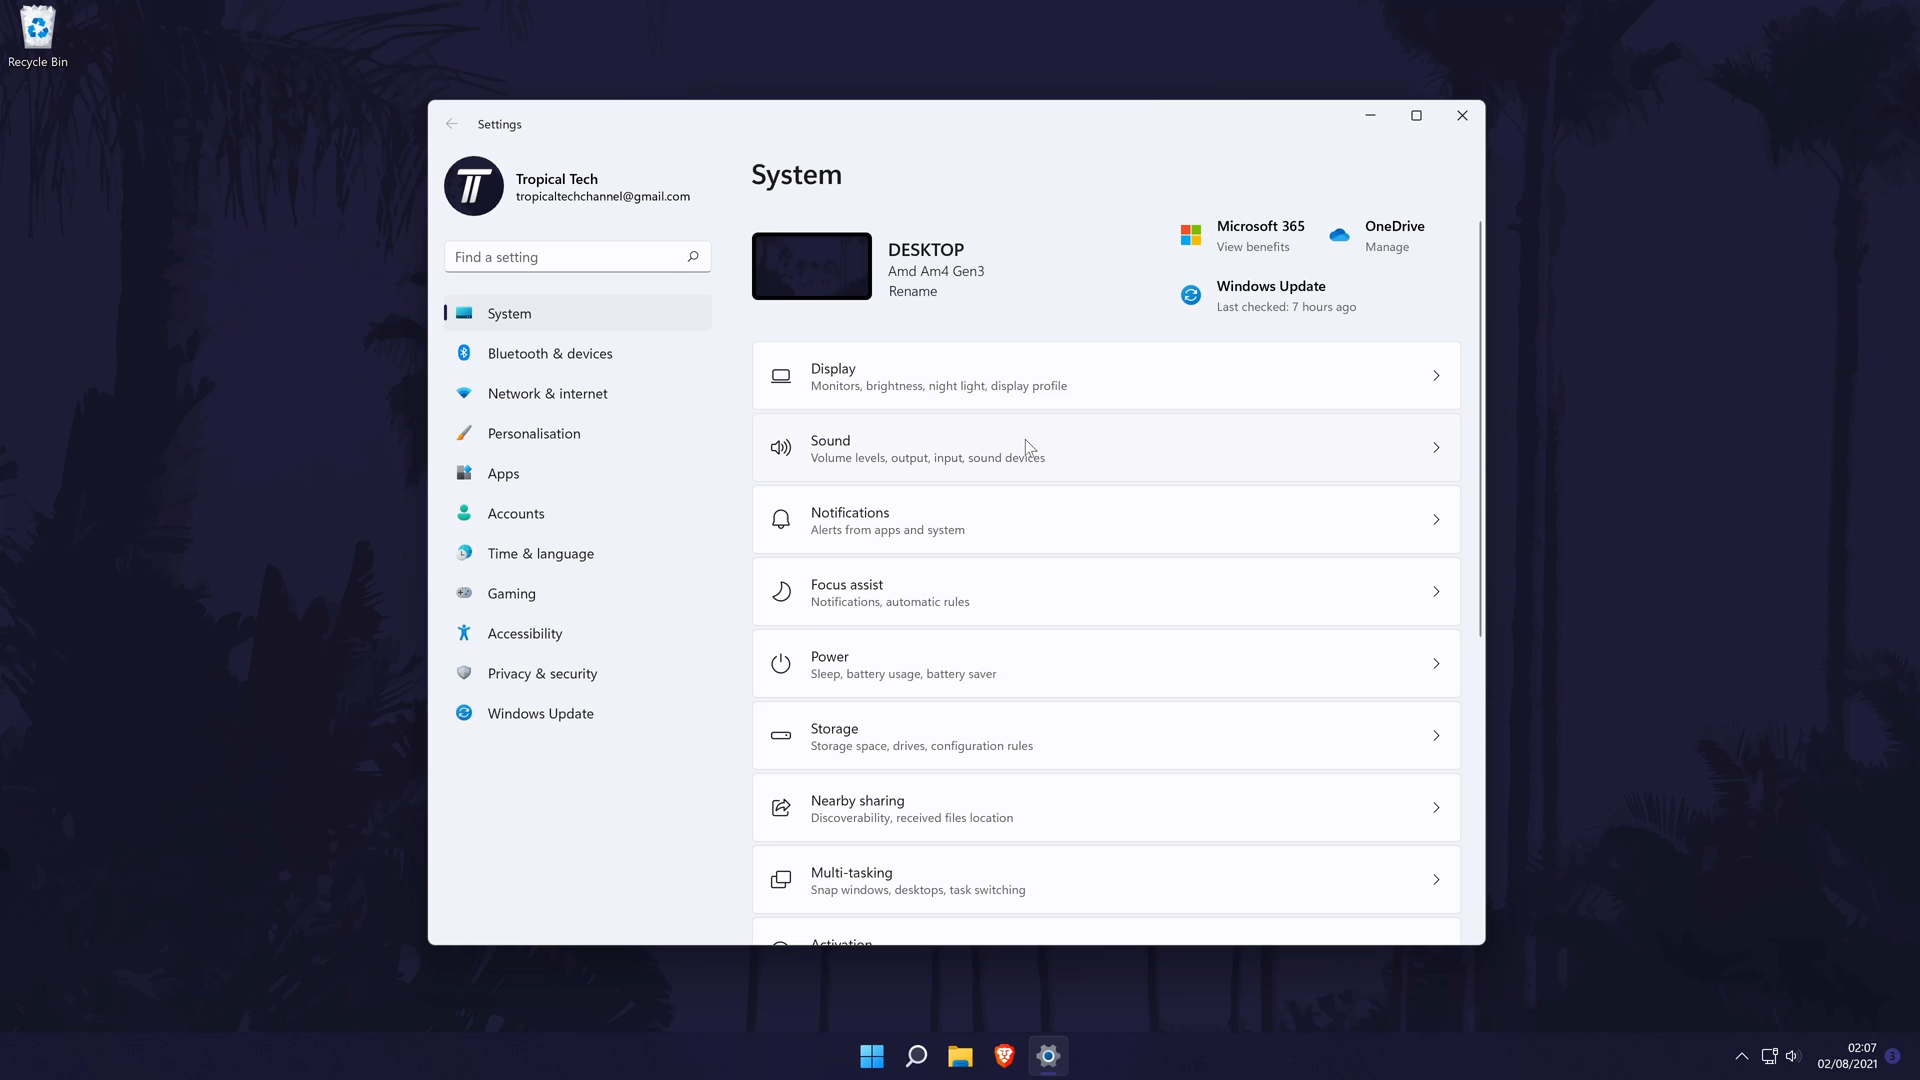 Recycle Bin
Settings
Tropical Tech
tropicaltechchannel@gmail.com
Find a setting
System
Bluetooth & devices
Network & internet
Personalisation
Apps
Accounts
Time & language
Gaming
Accessibility
Privacy & security
Windows Update
System
DESKTOP
Amd Am4 Gen3
Rename
Microsoft 365
View benefits
OneDrive
Manage
Windows Update
Last checked: 7 hours ago
Display
Monitors, brightness, night light, display profile
Sound
Volume levels, output, input, sound devices
Notifications
Alerts from apps and system
Focus assist
Notifications, automatic rules
Power
Sleep, battery usage, battery saver
Storage
Storage space, drives, configuration rules
Nearby sharing
Discoverability, received files location
Multi-tasking
Snap windows, desktops, task switching
Activation
02:07
02/08/2021
3